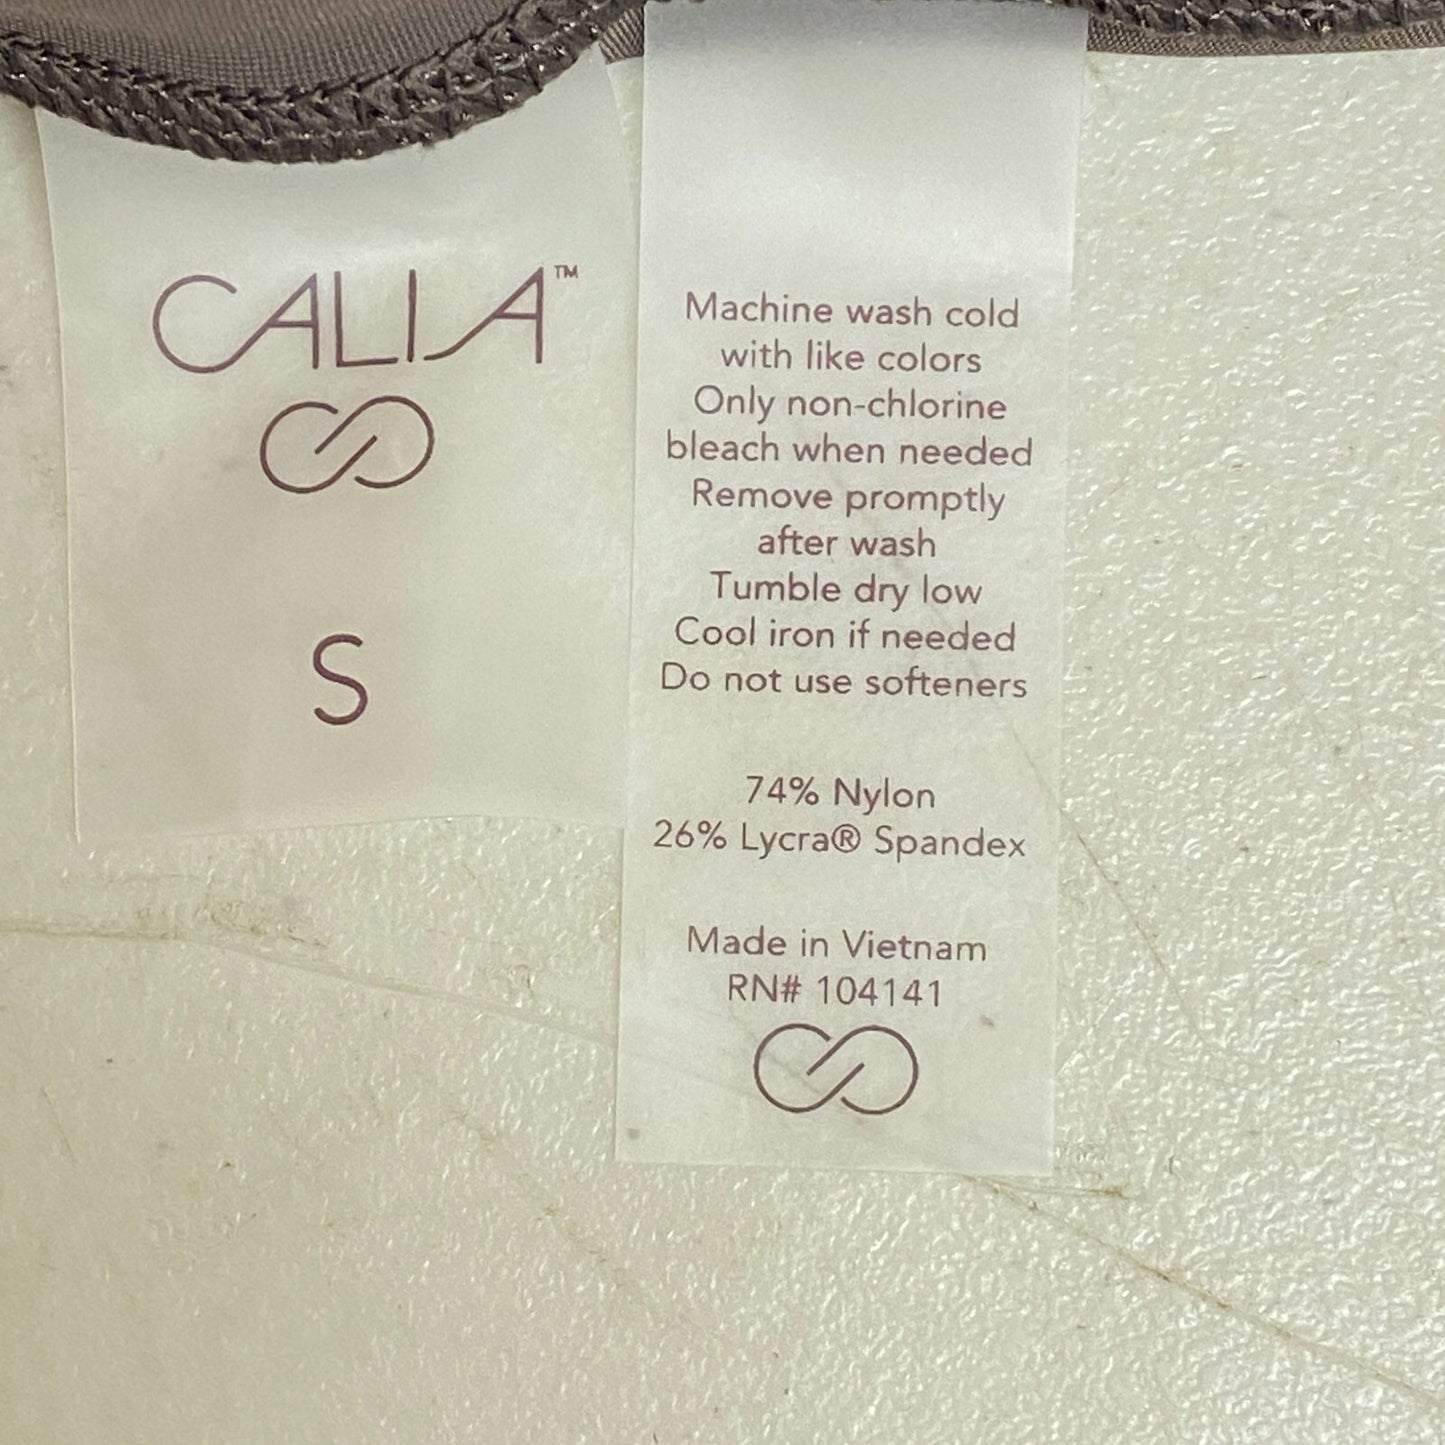 CALIA™
S
Machine wash cold
with like colors
Only non-chlorine
bleach when needed
Remove promptly
after wash
Tumble dry low
Cool iron if needed
Do not use softeners
74% Nylon
26% Lycra® Spandex
Made in Vietnam
RN# 104141